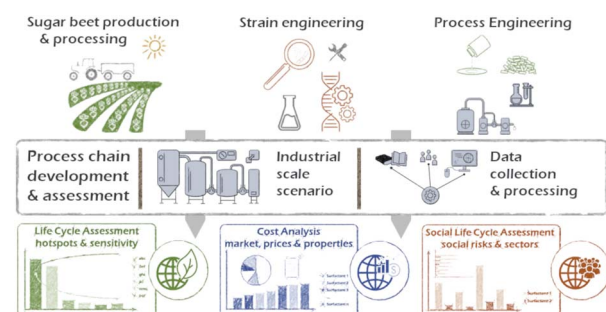 Sugar beet production
& processing
Strain engineering
Process Engineering
Process chain
development
& assessment
Industrial
scale
scenario
Data
collection
& processing
Life Cycle Assessment
hotspots & sensitivity
Cost Analysis
market, prices & properties
Social Life Cycle Assessment
social risks & sectors